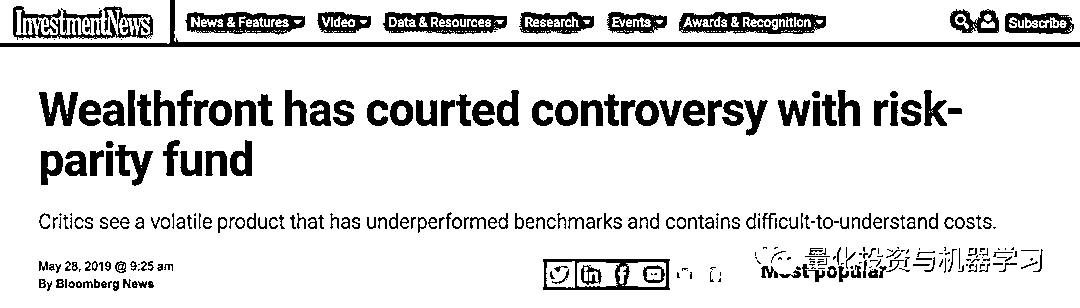 InvestmentNews
News & Features Video Data & Resources Research Events Awards & Recognition Subscribe
Wealthfront has courted controversy with risk-
parity fund
Critics see a volatile product that has underperformed benchmarks and contains difficult-to-understand costs.
May 28, 2019 @ 9:25 am
By Bloomberg News
in f
Most popular
量化投资与机器学习